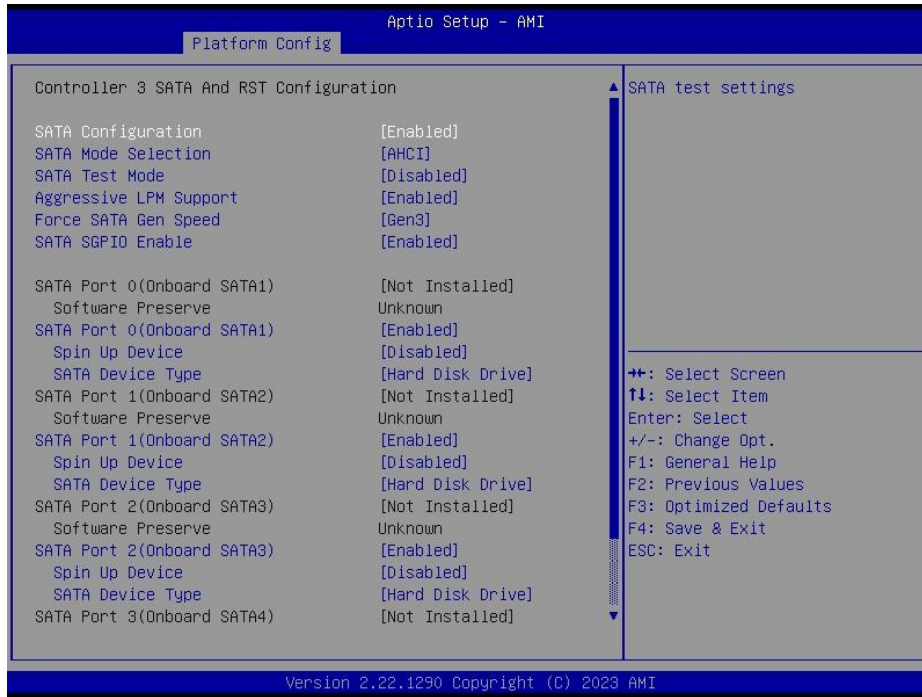 Aptio Setup – AMI
Platform Config
Controller 3 SATA And RST Configuration
SATA Configuration [Enabled]
SATA Mode Selection [AHCI]
SATA Test Mode [Disabled]
Aggressive LPM Support [Enabled]
Force SATA Gen Speed [Gen3]
SATA SGPIO Enable [Enabled]
SATA Port 0(Onboard SATA1) [Not Installed]
Software Preserve Unknown
SATA Port 0(Onboard SATA1) [Enabled]
Spin Up Device [Disabled]
SATA Device Type [Hard Disk Drive]
SATA Port 1(Onboard SATA2) [Not Installed]
Software Preserve Unknown
SATA Port 1(Onboard SATA2) [Enabled]
Spin Up Device [Disabled]
SATA Device Type [Hard Disk Drive]
SATA Port 2(Onboard SATA3) [Not Installed]
Software Preserve Unknown
SATA Port 2(Onboard SATA3) [Enabled]
Spin Up Device [Disabled]
SATA Device Type [Hard Disk Drive]
SATA Port 3(Onboard SATA4) [Not Installed]
SATA test settings
→←: Select Screen
↑↓: Select Item
Enter: Select
+/-: Change Opt.
F1: General Help
F2: Previous Values
F3: Optimized Defaults
F4: Save & Exit
ESC: Exit
Version 2.22.1290 Copyright (C) 2023 AMI